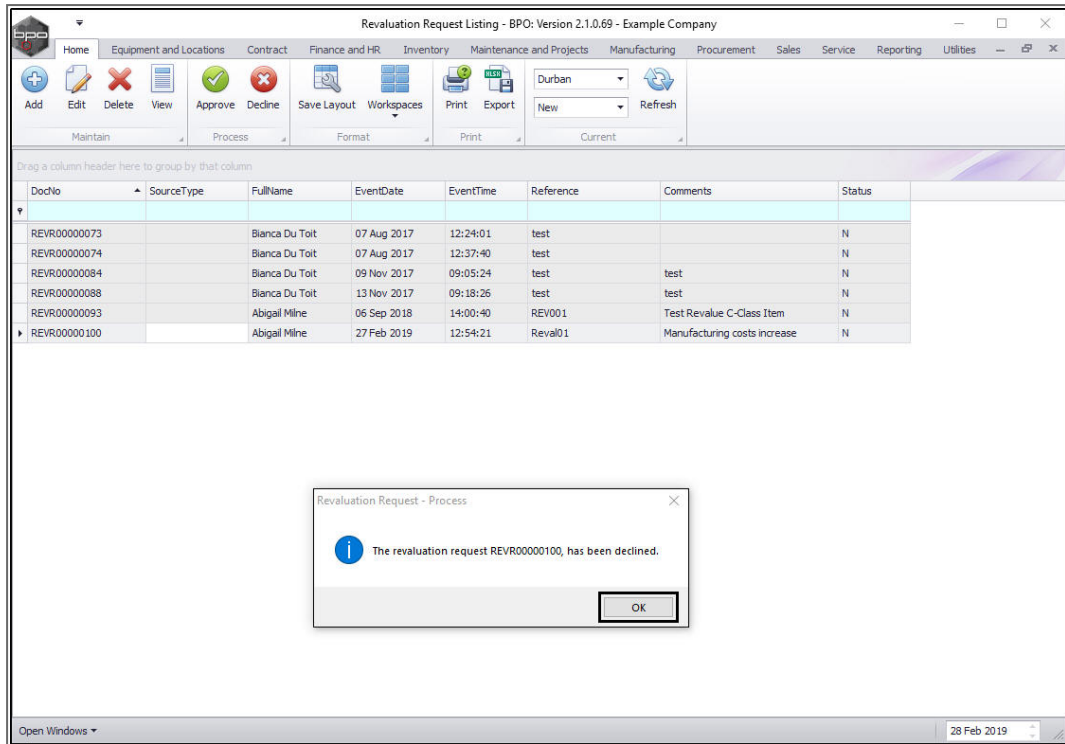 Revaluation Request Listing - BPO: Version 2.1.0.69 - Example Company
bpo
Home Equipment and Locations Contract Finance and HR Inventory Maintenance and Projects Manufacturing Procurement Sales Service Reporting Utilities
Durban
Add Edit Delete View Approve Decline Save Layout Workspaces Print Export New Refresh
Maintain Process Format Print Current
Drag a column header here to group by that column
DocNo SourceType FullName EventDate EventTime Reference Comments Status
REVR00000073 Bianca Du Toit 07 Aug 2017 12:24:01 test N
REVR00000074 Bianca Du Toit 07 Aug 2017 12:37:40 test N
REVR00000084 Bianca Du Toit 09 Nov 2017 09:05:24 test test N
REVR00000088 Bianca Du Toit 13 Nov 2017 09:18:26 test test N
REVR00000093 Abigail Milne 06 Sep 2018 14:00:40 REV001 Test Revalue C-Class Item N
REVR00000100 Abigail Milne 27 Feb 2019 12:54:21 Reval01 Manufacturing costs increase N
Revaluation Request - Process
The revaluation request REVR00000100, has been declined.
OK
Open Windows 28 Feb 2019